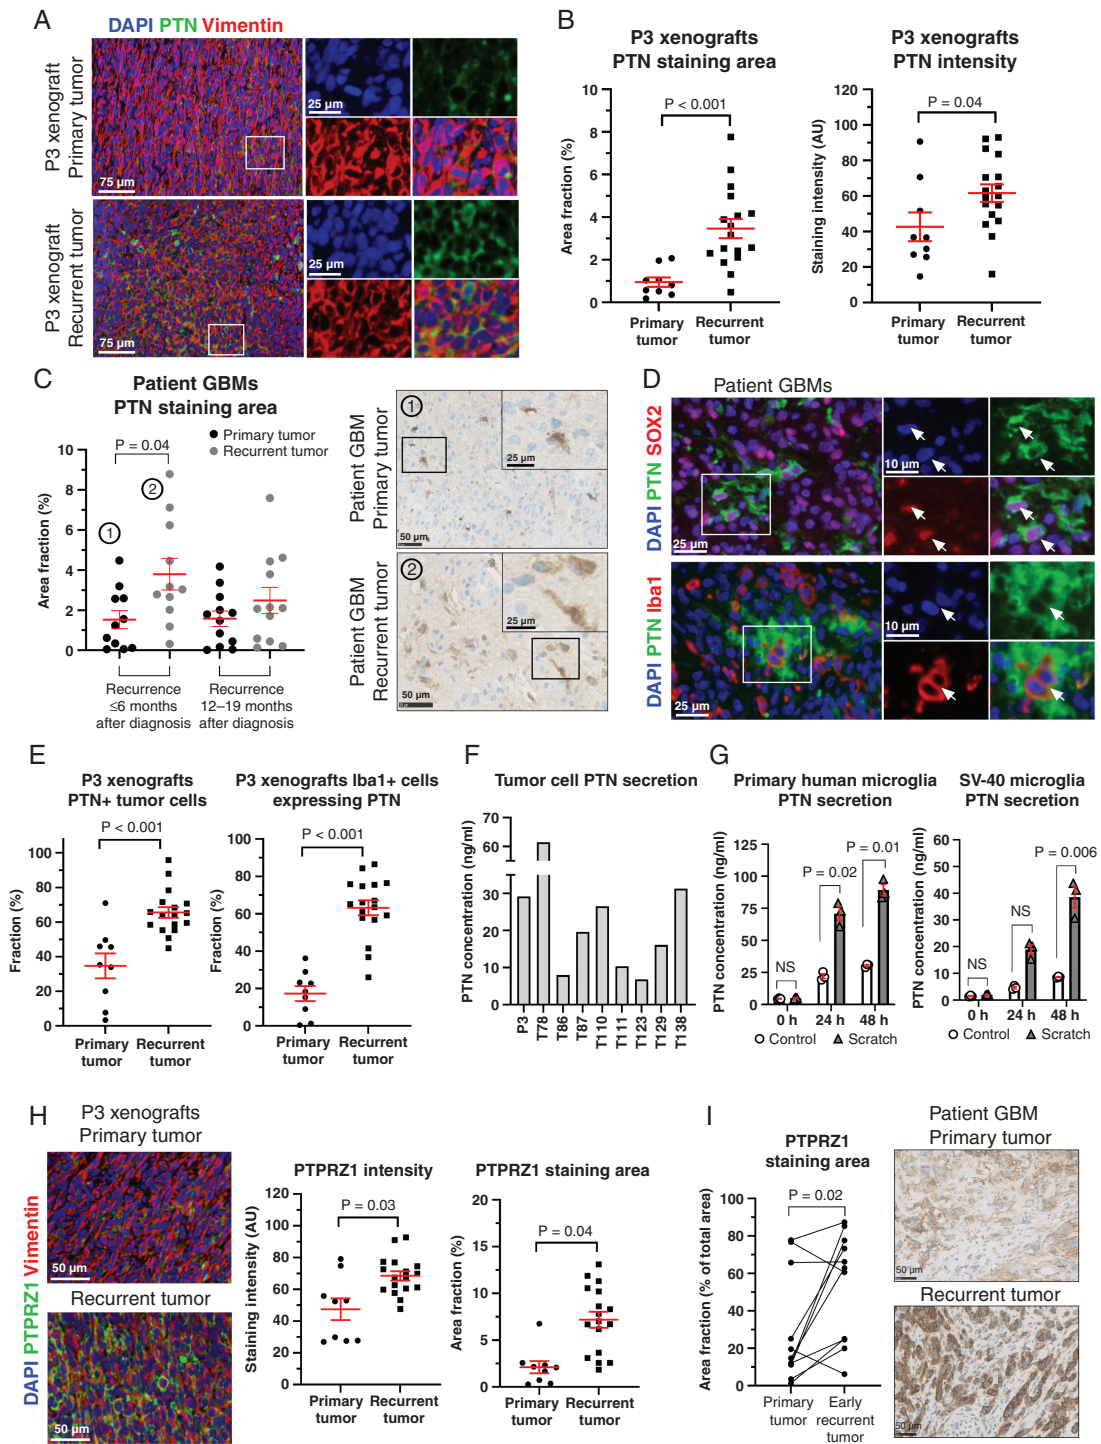 A
DAPI PTN Vimentin
P3 xenograft
Primary tumor
75 µm
25 µm
P3 xenograft
Recurrent tumor
75 µm
25 µm
B
P3 xenografts
PTN staining area
P < 0.001
Area fraction (%)
10
8
6
4
2
0
Primary
tumor
Recurrent
tumor
P3 xenografts
PTN intensity
P = 0.04
Staining intensity (AU)
120
100
80
60
40
20
0
Primary
tumor
Recurrent
tumor
C
Patient GBMs
PTN staining area
Primary tumor
Recurrent tumor
P = 0.04
1
2
Area fraction (%)
10
8
6
4
2
0
Recurrence
≤6 months
after diagnosis
Recurrence
12–19 months
after diagnosis
Patient GBM
Primary tumor
1
25 µm
50 µm
Patient GBM
Recurrent tumor
2
25 µm
50 µm
D
Patient GBMs
DAPI PTN SOX2
25 µm
10 µm
DAPI PTN Iba1
25 µm
10 µm
E
P3 xenografts
PTN+ tumor cells
P < 0.001
Fraction (%)
100
80
60
40
20
0
Primary
tumor
Recurrent
tumor
P3 xenografts Iba1+ cells
expressing PTN
P < 0.001
Fraction (%)
100
80
60
40
20
0
Primary
tumor
Recurrent
tumor
F
Tumor cell PTN secretion
PTN concentration (ng/ml)
70
60
30
20
10
0
P3
T78
T86
T87
T110
T111
T123
T129
T138
G
Primary human microglia
PTN secretion
PTN concentration (ng/ml)
125
100
75
50
25
0
NS
P = 0.02
P = 0.01
0 h
24 h
48 h
Control
Scratch
SV-40 microglia
PTN secretion
PTN concentration (ng/ml)
60
50
40
30
20
10
0
NS
NS
P = 0.006
0 h
24 h
48 h
Control
Scratch
H
P3 xenografts
Primary tumor
50 µm
Recurrent tumor
50 µm
DAPI PTPRZ1 Vimentin
PTPRZ1 intensity
P = 0.03
Staining intensity (AU)
120
100
80
60
40
20
0
Primary
tumor
Recurrent
tumor
PTPRZ1 staining area
P = 0.04
Area fraction (%)
20
15
10
5
0
Primary
tumor
Recurrent
tumor
I
PTPRZ1
staining area
P = 0.02
Area fraction (% of total area)
100
80
60
40
20
0
Primary
tumor
Early
recurrent
tumor
Patient GBM
Primary tumor
50 µm
Recurrent tumor
50 µm